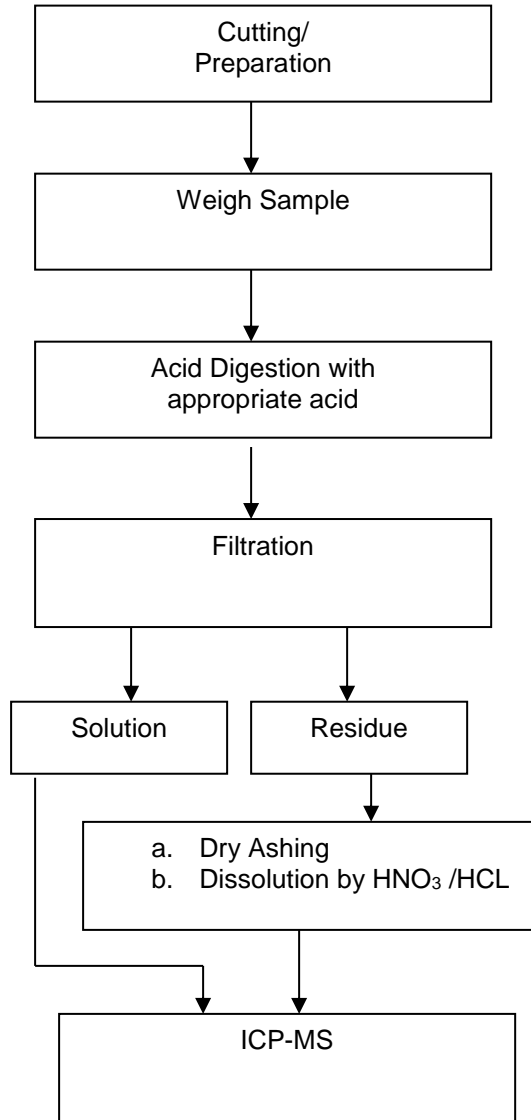 Cutting/
Preparation
Weigh Sample
Acid Digestion with
appropriate acid
Filtration
Solution
Residue
a. Dry Ashing
b. Dissolution by HNO₃ /HCL
ICP-MS